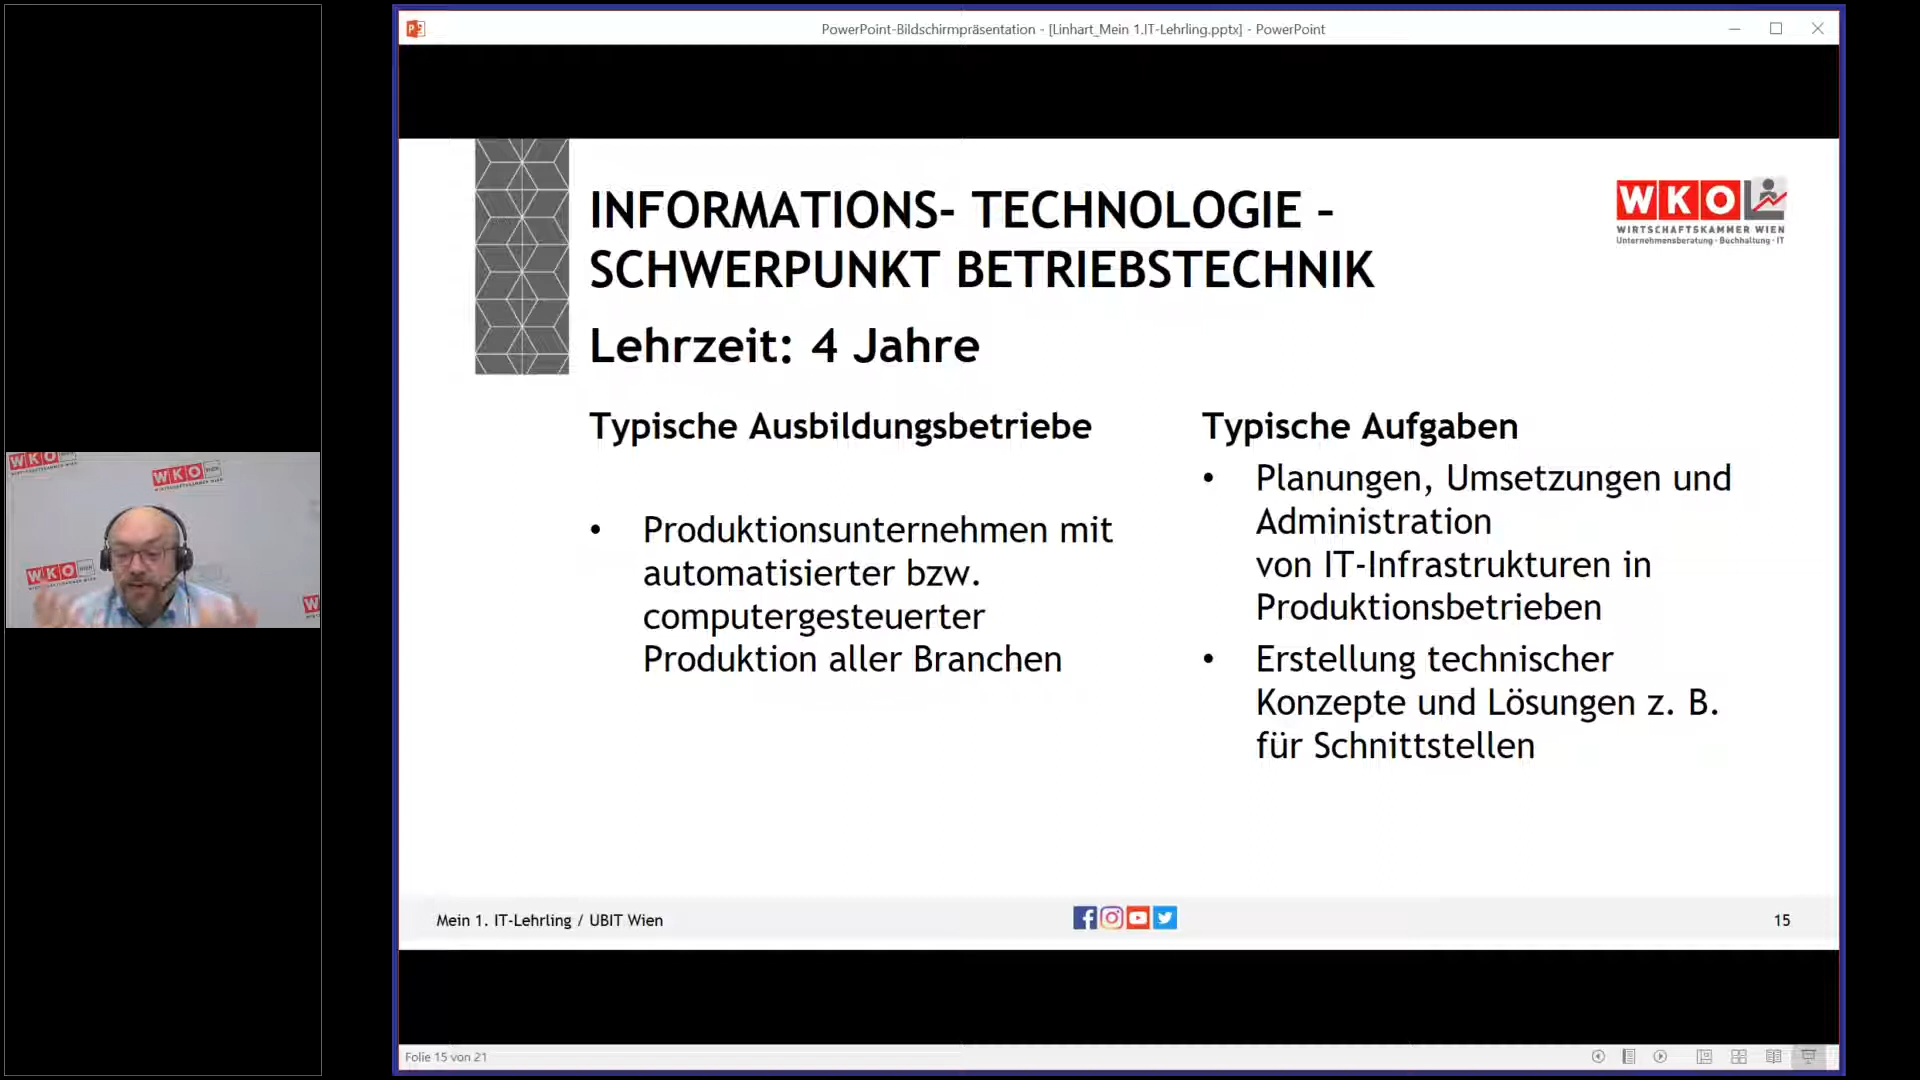 PowerPoint-Bildschirmpräsentation - [Linhart_Mein 1.IT-Lehrling.pptx] - PowerPoint
INFORMATIONS- TECHNOLOGIE –
SCHWERPUNKT BETRIEBSTECHNIK
Lehrzeit: 4 Jahre
WKO
WIRTSCHAFTSKAMMER WIEN
Unternehmensberatung · Buchhaltung · IT
Typische Ausbildungsbetriebe
• Produktionsunternehmen mit
automatisierter bzw.
computergesteuerter
Produktion aller Branchen
Typische Aufgaben
• Planungen, Umsetzungen und
Administration
von IT-Infrastrukturen in
Produktionsbetrieben
• Erstellung technischer
Konzepte und Lösungen z. B.
für Schnittstellen
WKO
WKO
WKO
Mein 1. IT-Lehrling / UBIT Wien
15
Folie 15 von 21